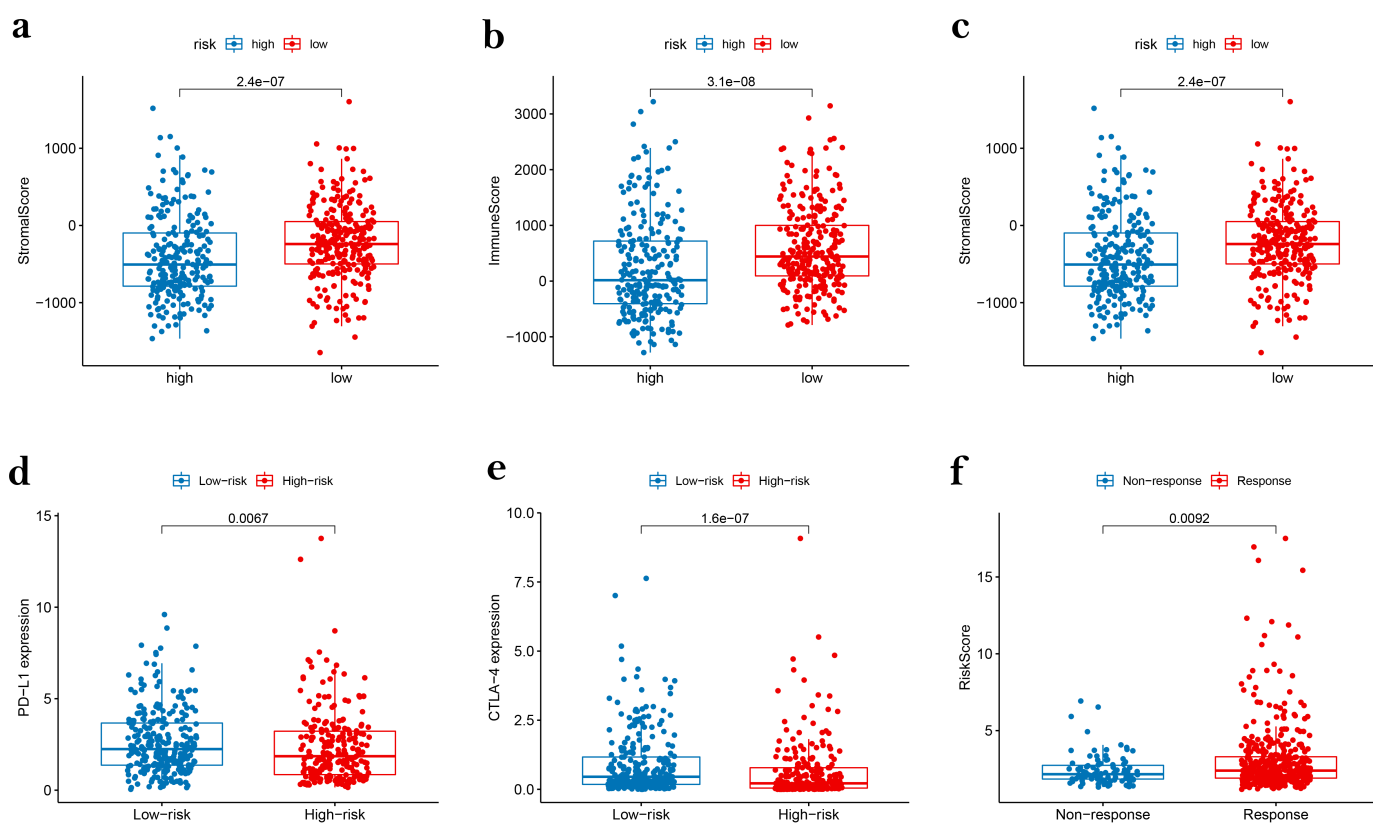 a
risk high low
2.4e−07
StromalScore
1000
0
−1000
high low
b
risk high low
3.1e−08
ImmuneScore
3000
2000
1000
0
−1000
high low
c
risk high low
2.4e−07
StromalScore
1000
0
−1000
high low
d
Low−risk High−risk
0.0067
PD−L1 expression
15
10
5
0
Low−risk High−risk
e
Low−risk High−risk
1.6e−07
CTLA−4 expression
10.0
7.5
5.0
2.5
0.0
Low−risk High−risk
f
Non−response Response
0.0092
RiskScore
15
10
5
Non−response Response